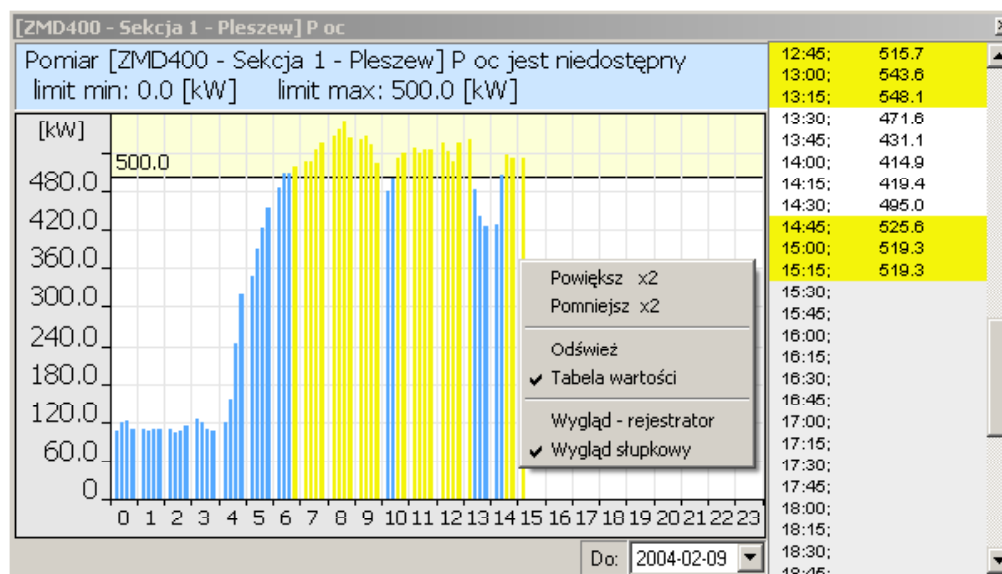 [ZMD400 - Sekcja 1 - Pleszew] P oc
Pomiar [ZMD400 - Sekcja 1 - Pleszew] P oc jest niedostępny
limit min: 0.0 [kW] limit max: 500.0 [kW]
[kW]
500.0
480.0
420.0
360.0
300.0
240.0
180.0
120.0
60.0
0
0 1 2 3 4 5 6 7 8 9 10 11 12 13 14 15 16 17 18 19 20 21 22 23
Powiększ x2
Pomniejsz x2
Odśwież
Tabela wartości
Wygląd - rejestrator
Wygląd słupkowy
Do: 2004-02-09
12:45; 515.7
13:00; 543.6
13:15; 548.1
13:30; 471.6
13:45; 431.1
14:00; 414.9
14:15; 419.4
14:30; 495.0
14:45; 525.6
15:00; 519.3
15:15; 519.3
15:30;
15:45;
16:00;
16:15;
16:30;
16:45;
17:00;
17:15;
17:30;
17:45;
18:00;
18:15;
18:30;
18:45;